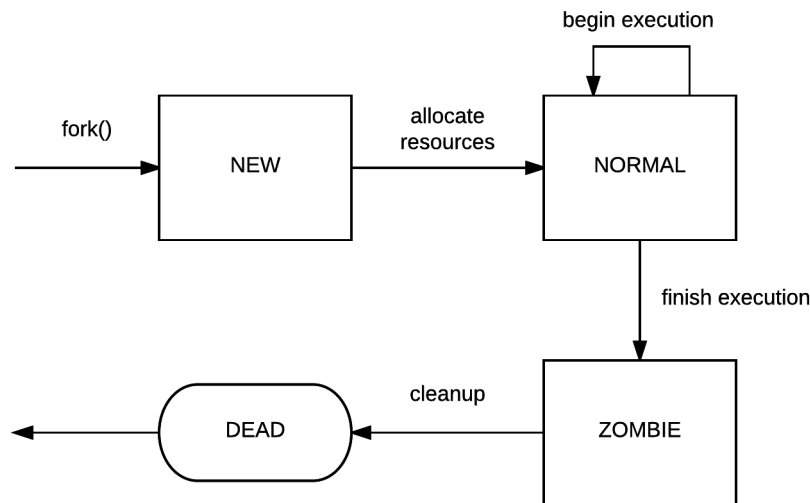 begin execution
fork()
allocate
resources
NEW
NORMAL
finish execution
cleanup
DEAD
ZOMBIE